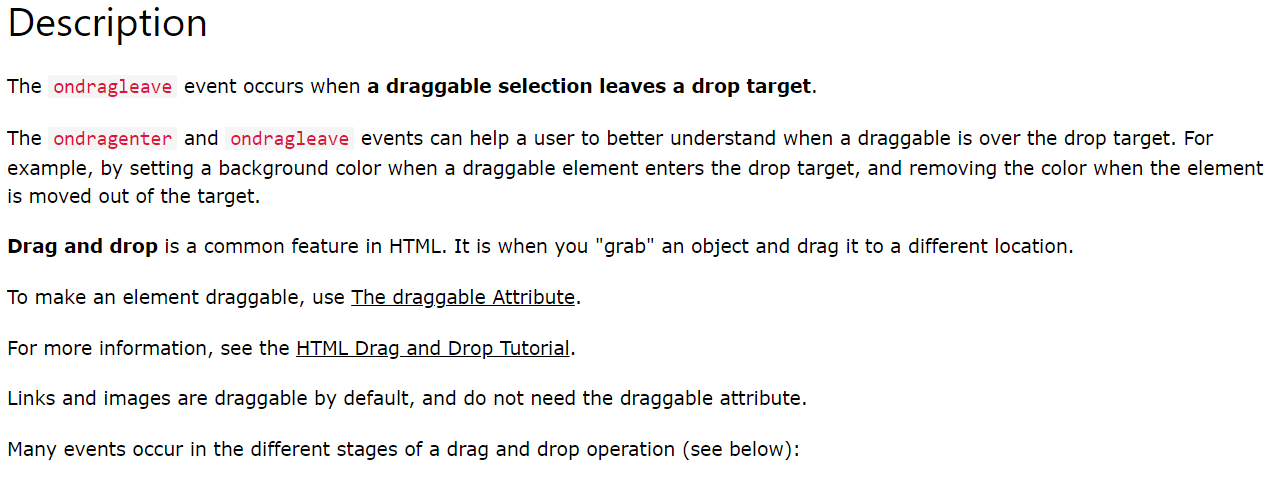 Description
The ondragleave event occurs when a draggable selection leaves a drop target.
The ondragenter and ondragleave events can help a user to better understand when a draggable is over the drop target. For
example, by setting a background color when a draggable element enters the drop target, and removing the color when the element
is moved out of the target.
Drag and drop is a common feature in HTML. It is when you "grab" an object and drag it to a different location.
To make an element draggable, use The draggable Attribute.
For more information, see the HTML Drag and Drop Tutorial.
Links and images are draggable by default, and do not need the draggable attribute.
Many events occur in the different stages of a drag and drop operation (see below):